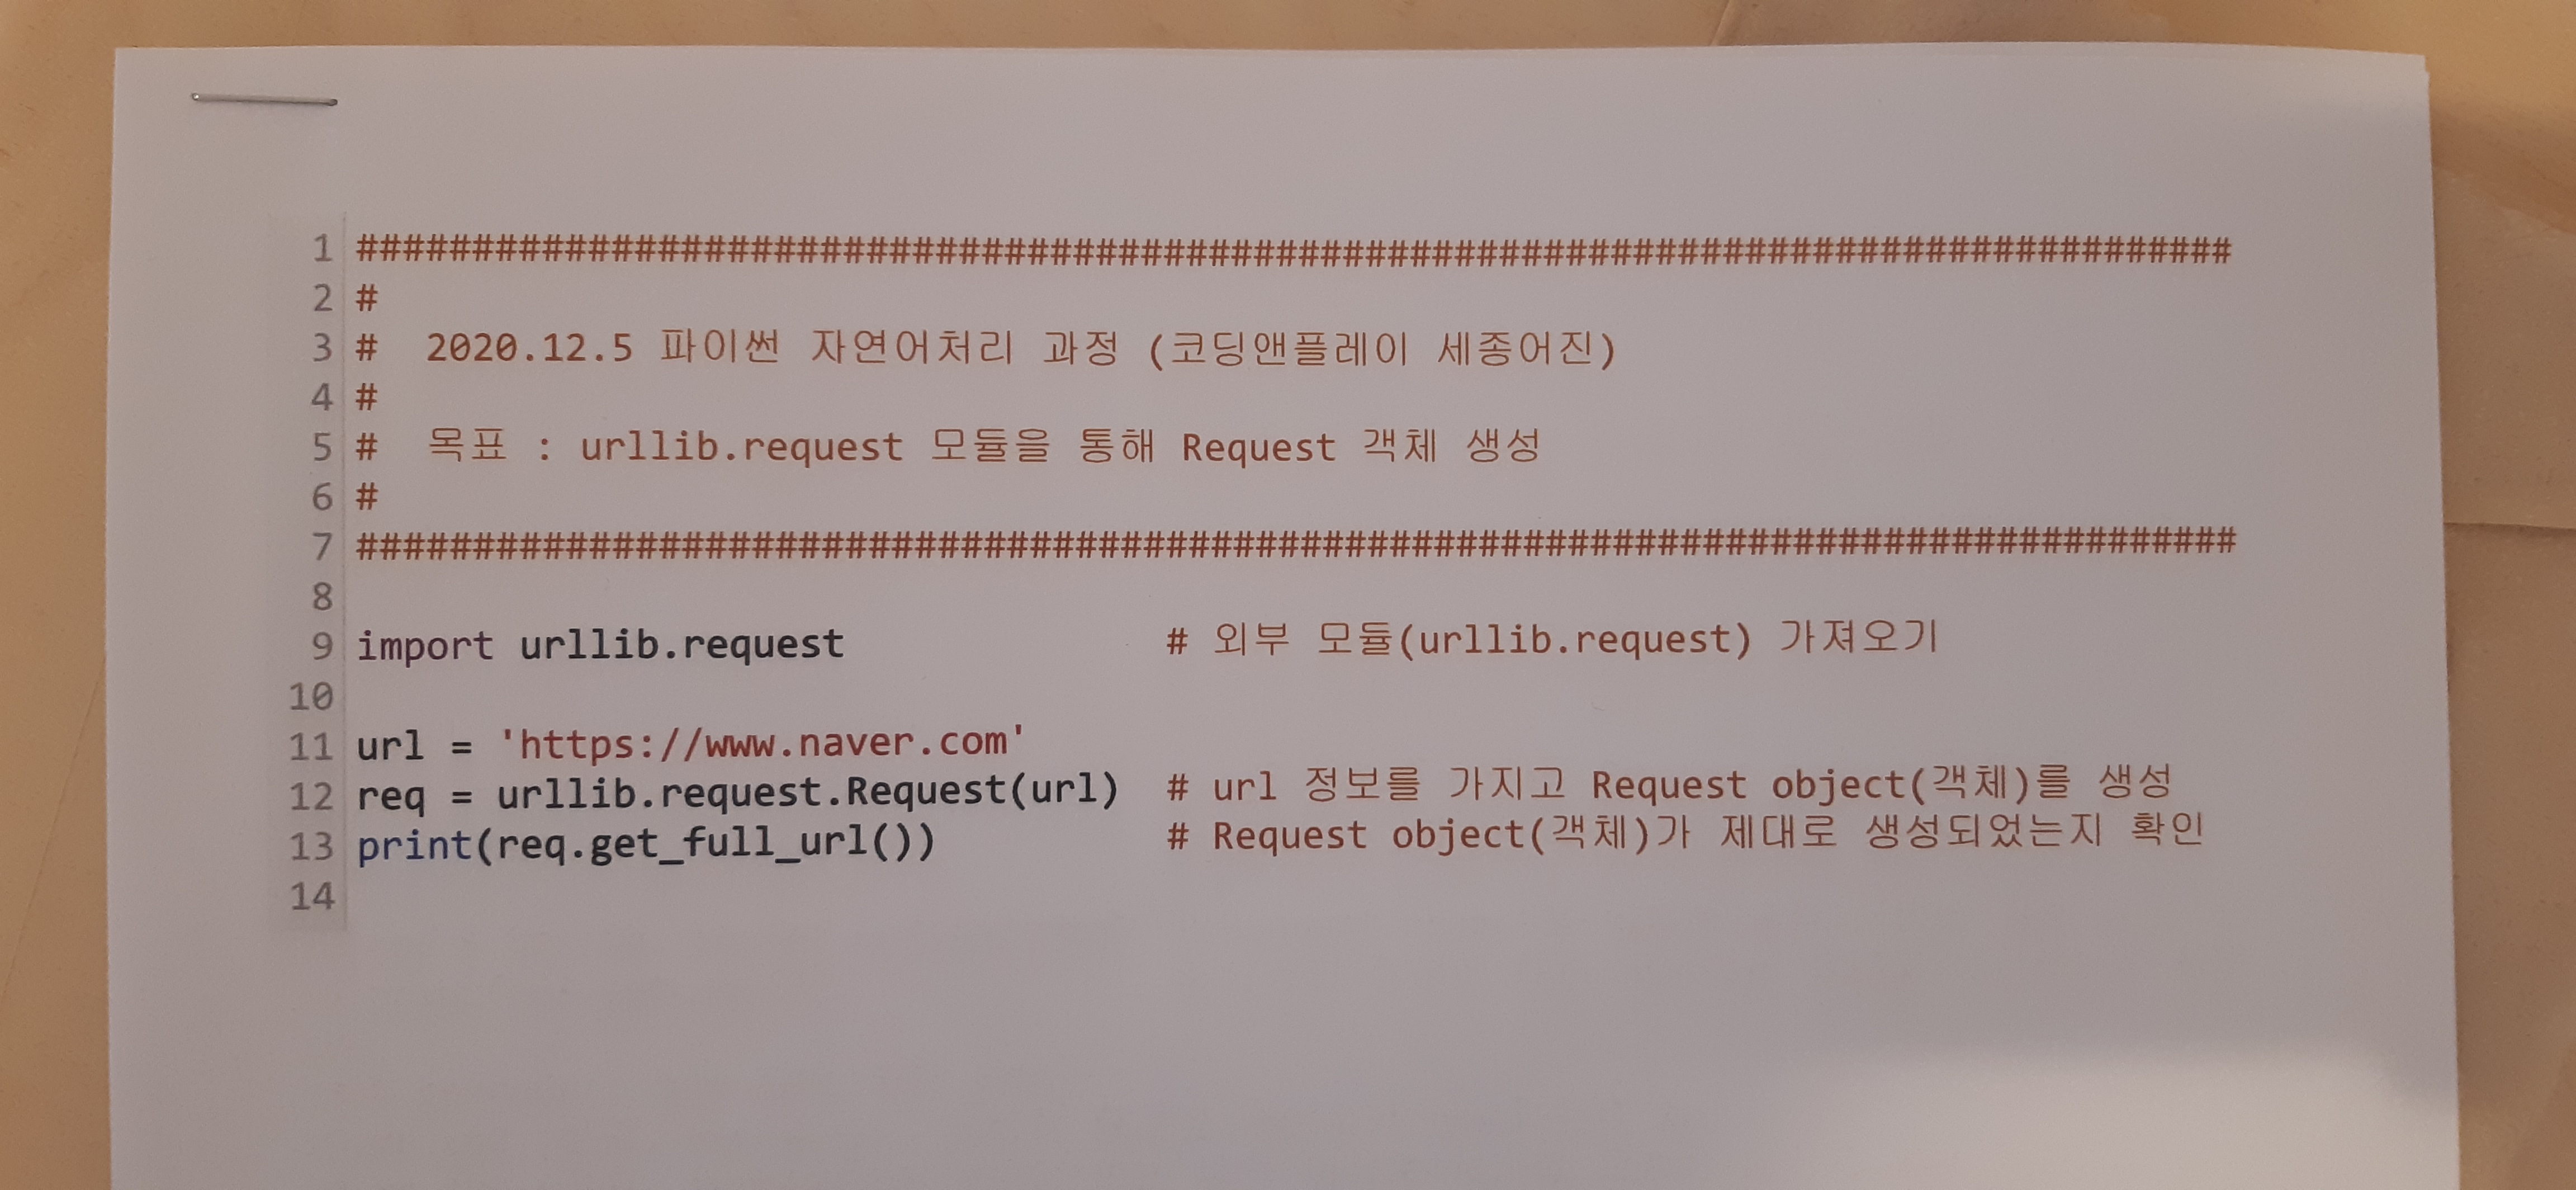 1 ################################################################################
2 #
3 #  2020.12.5 파이썬 자연어처리 과정 (코딩앤플레이 세종어진)
4 #
5 #  목표 : urllib.request 모듈을 통해 Request 객체 생성
6 #
7 ################################################################################
8
9 import urllib.request                # 외부 모듈(urllib.request) 가져오기
10
11 url = 'https://www.naver.com'
12 req = urllib.request.Request(url)   # url 정보를 가지고 Request object(객체)를 생성
13 print(req.get_full_url())           # Request object(객체)가 제대로 생성되었는지 확인
14